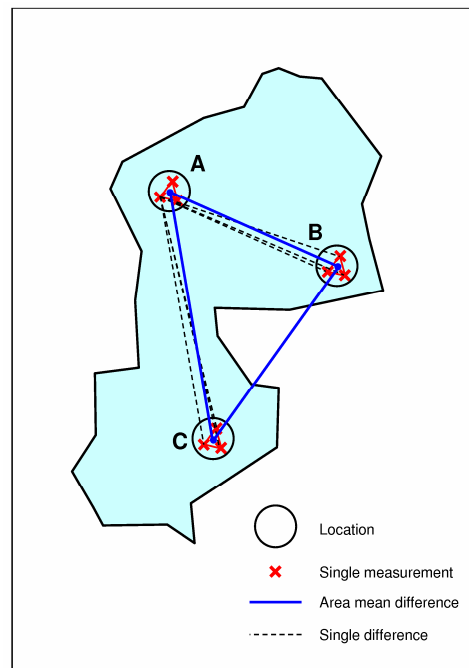 A
B
C
Location
Single measurement
Area mean difference
Single difference